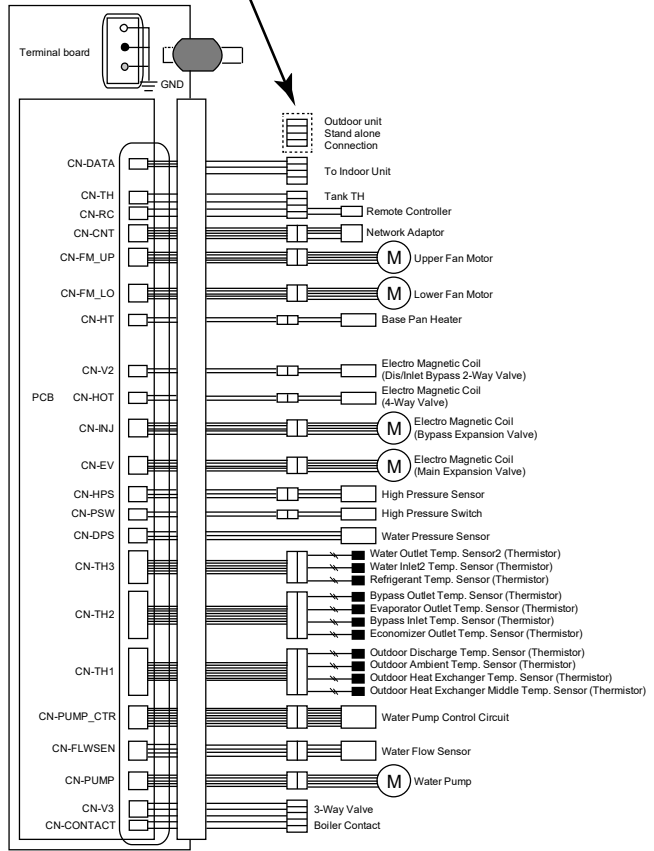 Terminal board
GND
Outdoor unit
Stand alone
Connection
CN-DATA
To Indoor Unit
CN-TH
Tank TH
CN-RC
Remote Controller
CN-CNT
Network Adaptor
CN-FM_UP
M
Upper Fan Motor
CN-FM_LO
M
Lower Fan Motor
CN-HT
Base Pan Heater
CN-V2
Electro Magnetic Coil
(Dis/Inlet Bypass 2-Way Valve)
PCB
CN-HOT
Electro Magnetic Coil
(4-Way Valve)
CN-INJ
M
Electro Magnetic Coil
(Bypass Expansion Valve)
CN-EV
M
Electro Magnetic Coil
(Main Expansion Valve)
CN-HPS
High Pressure Sensor
CN-PSW
High Pressure Switch
CN-DPS
Water Pressure Sensor
CN-TH3
Water Outlet Temp. Sensor2 (Thermistor)
Water Inlet2 Temp. Sensor (Thermistor)
Refrigerant Temp. Sensor (Thermistor)
CN-TH2
Bypass Outlet Temp. Sensor (Thermistor)
Evaporator Outlet Temp. Sensor (Thermistor)
Bypass Inlet Temp. Sensor (Thermistor)
Economizer Outlet Temp. Sensor (Thermistor)
CN-TH1
Outdoor Discharge Temp. Sensor (Thermistor)
Outdoor Ambient Temp. Sensor (Thermistor)
Outdoor Heat Exchanger Temp. Sensor (Thermistor)
Outdoor Heat Exchanger Middle Temp. Sensor (Thermistor)
CN-PUMP_CTR
Water Pump Control Circuit
CN-FLWSEN
Water Flow Sensor
CN-PUMP
M
Water Pump
CN-V3
3-Way Valve
CN-CONTACT
Boiler Contact